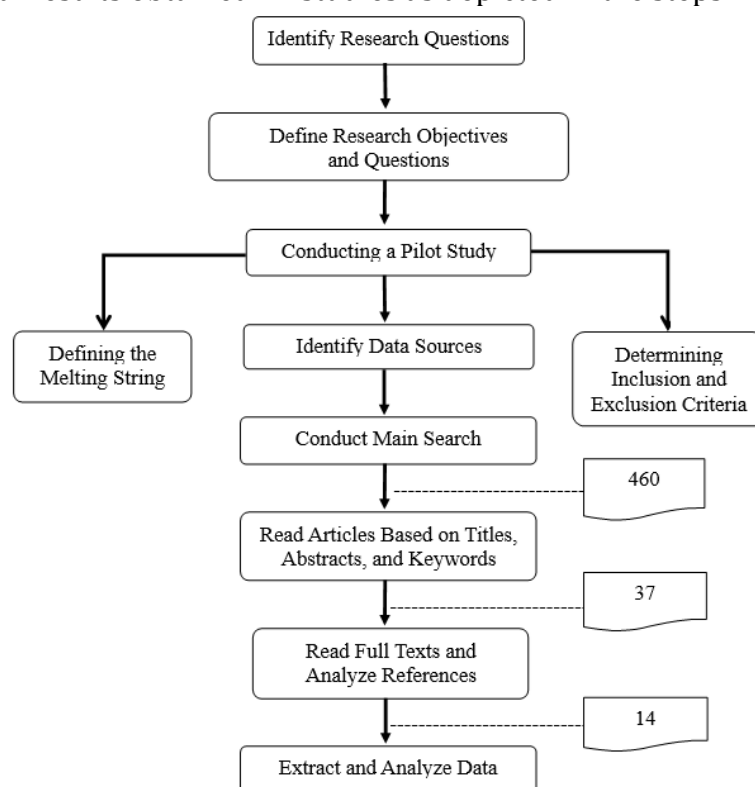 Identify Research Questions
Define Research Objectives
and Questions
Conducting a Pilot Study
Defining the
Melting String
Identify Data Sources
Determining
Inclusion and
Exclusion Criteria
Conduct Main Search
460
Read Articles Based on Titles,
Abstracts, and Keywords
37
Read Full Texts and
Analyze References
14
Extract and Analyze Data